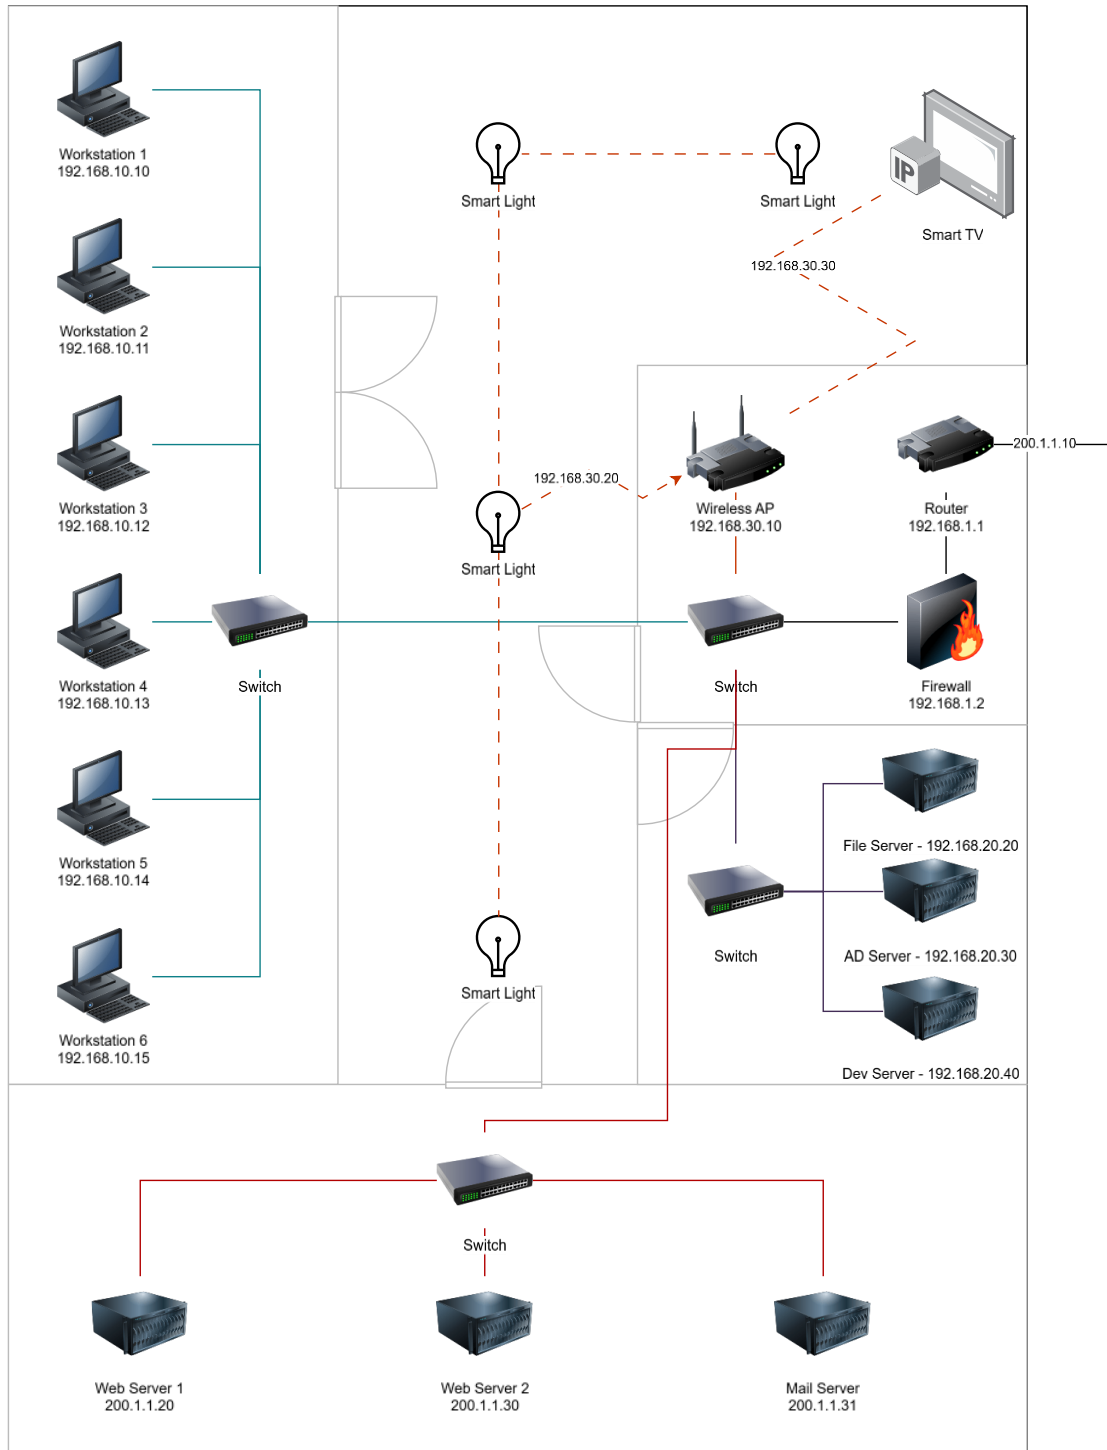 Workstation 1
192.168.10.10
Smart Light
Smart Light
IP
Smart TV
192.168.30.30
Workstation 2
192.168.10.11
Workstation 3
192.168.10.12
192.168.30.20
Smart Light
Wireless AP
192.168.30.10
200.1.1.10
Router
192.168.1.1
Workstation 4
192.168.10.13
Switch
Switch
Firewall
192.168.1.2
Workstation 5
192.168.10.14
File Server - 192.168.20.20
Switch
AD Server - 192.168.20.30
Smart Light
Workstation 6
192.168.10.15
Dev Server - 192.168.20.40
Switch
Web Server 1
200.1.1.20
Web Server 2
200.1.1.30
Mail Server
200.1.1.31